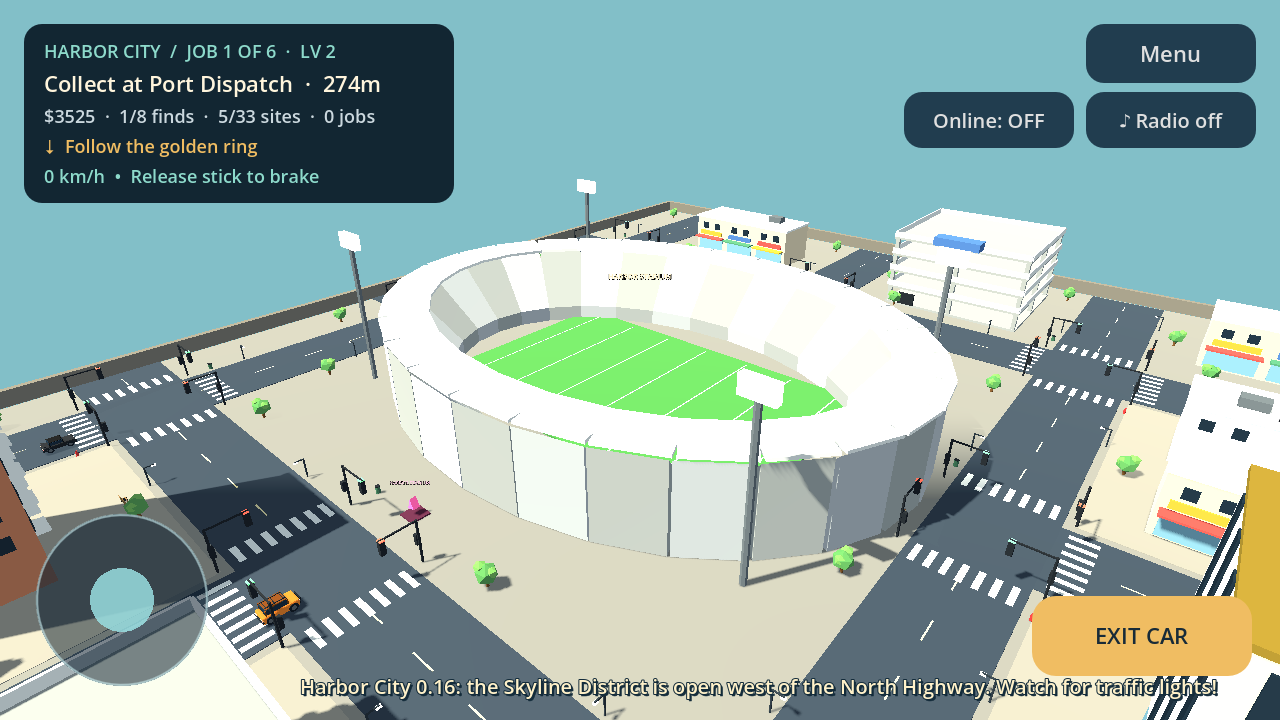 HARBOR CITY / JOB 1 OF 6 · LV 2
Collect at Port Dispatch · 274m
$3525 · 1/8 finds · 5/33 sites · 0 jobs
↓ Follow the golden ring
0 km/h • Release stick to brake
Menu
Online: OFF
♪ Radio off
EXIT CAR
Harbor City 0.16: the Skyline District is open west of the North Highway. Watch for traffic lights!